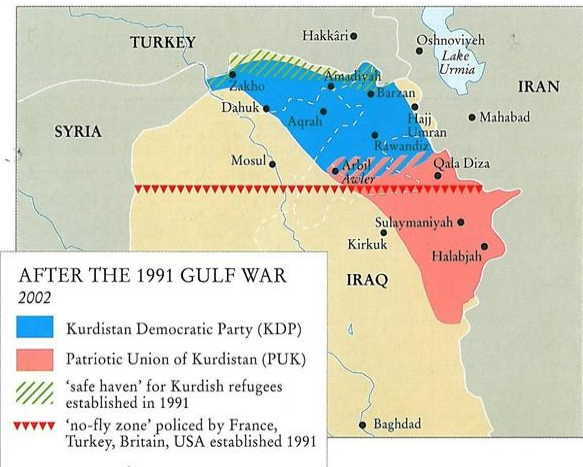 Hakkâri
TURKEY
Oshnoviyeh
Lake
Urmia
Zakho
Amadiyah
Barzan
IRAN
Dahuk
Aqrah
Hajj
Umran
Mahabad
SYRIA
Rawandiz
Mosul
Arbil
Awler
Qala Diza
Sulaymaniyah
Kirkuk
Halabjah
IRAQ
AFTER THE 1991 GULF WAR
2002
Kurdistan Democratic Party (KDP)
Patriotic Union of Kurdistan (PUK)
‘safe haven’ for Kurdish refugees
established in 1991
‘no-fly zone’ policed by France,
Turkey, Britain, USA established 1991
Baghdad